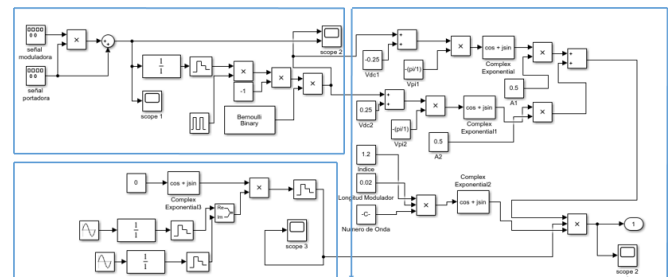 señal
moduladora
señal
portadora
×
1
1
scope 1
×
-1
×
×
Bernoulli
Binary
scope 2
-0.25
Vdc1
-(pi/1)
Vpi1
×
cos + jsin
Complex
Exponential
×
0.5
A1
0.25
Vdc2
-(pi/1)
Vpi2
×
cos + jsin
Complex
Exponential1
×
0.5
A2
1.2
Indice
0.02
Longitud Modulador
-C-
Numero de Onda
×
Complex
Exponential2
cos + jsin
×
1
scope 2
0
cos + jsin
Complex
Exponential3
×
Re
Im
1
1
1
1
scope 3